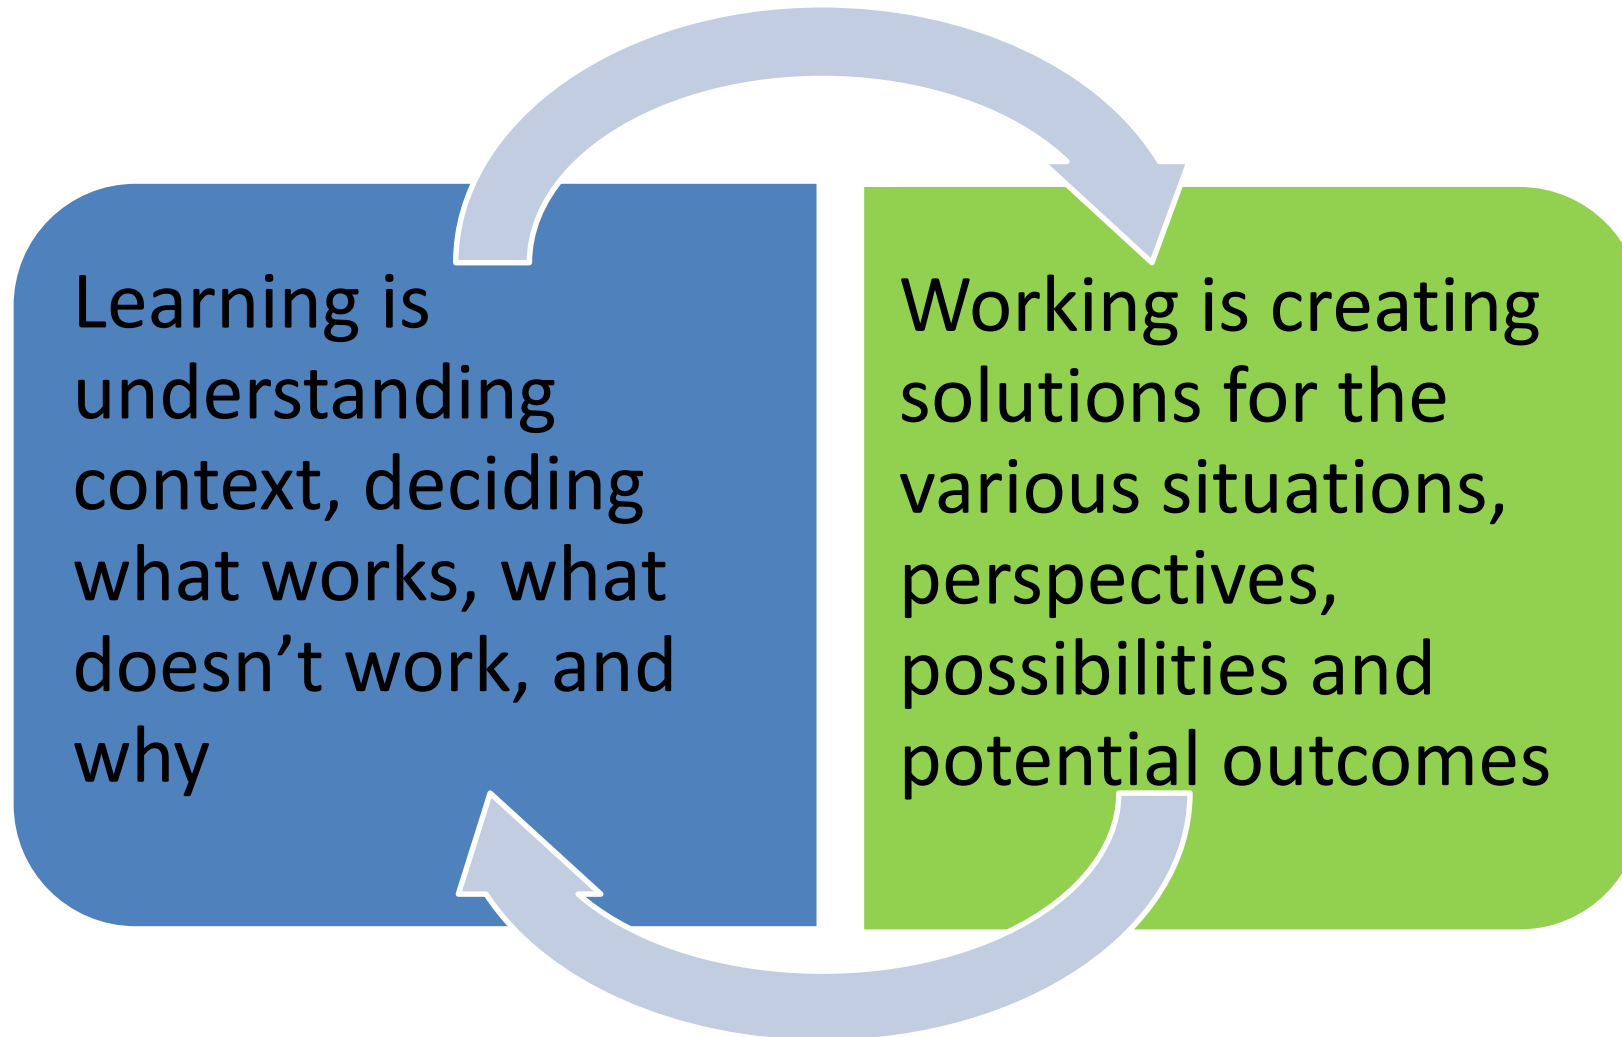 Learning is
understanding
context, deciding
what works, what
doesn’t work, and
why
Working is creating
solutions for the
various situations,
perspectives,
possibilities and
potential outcomes